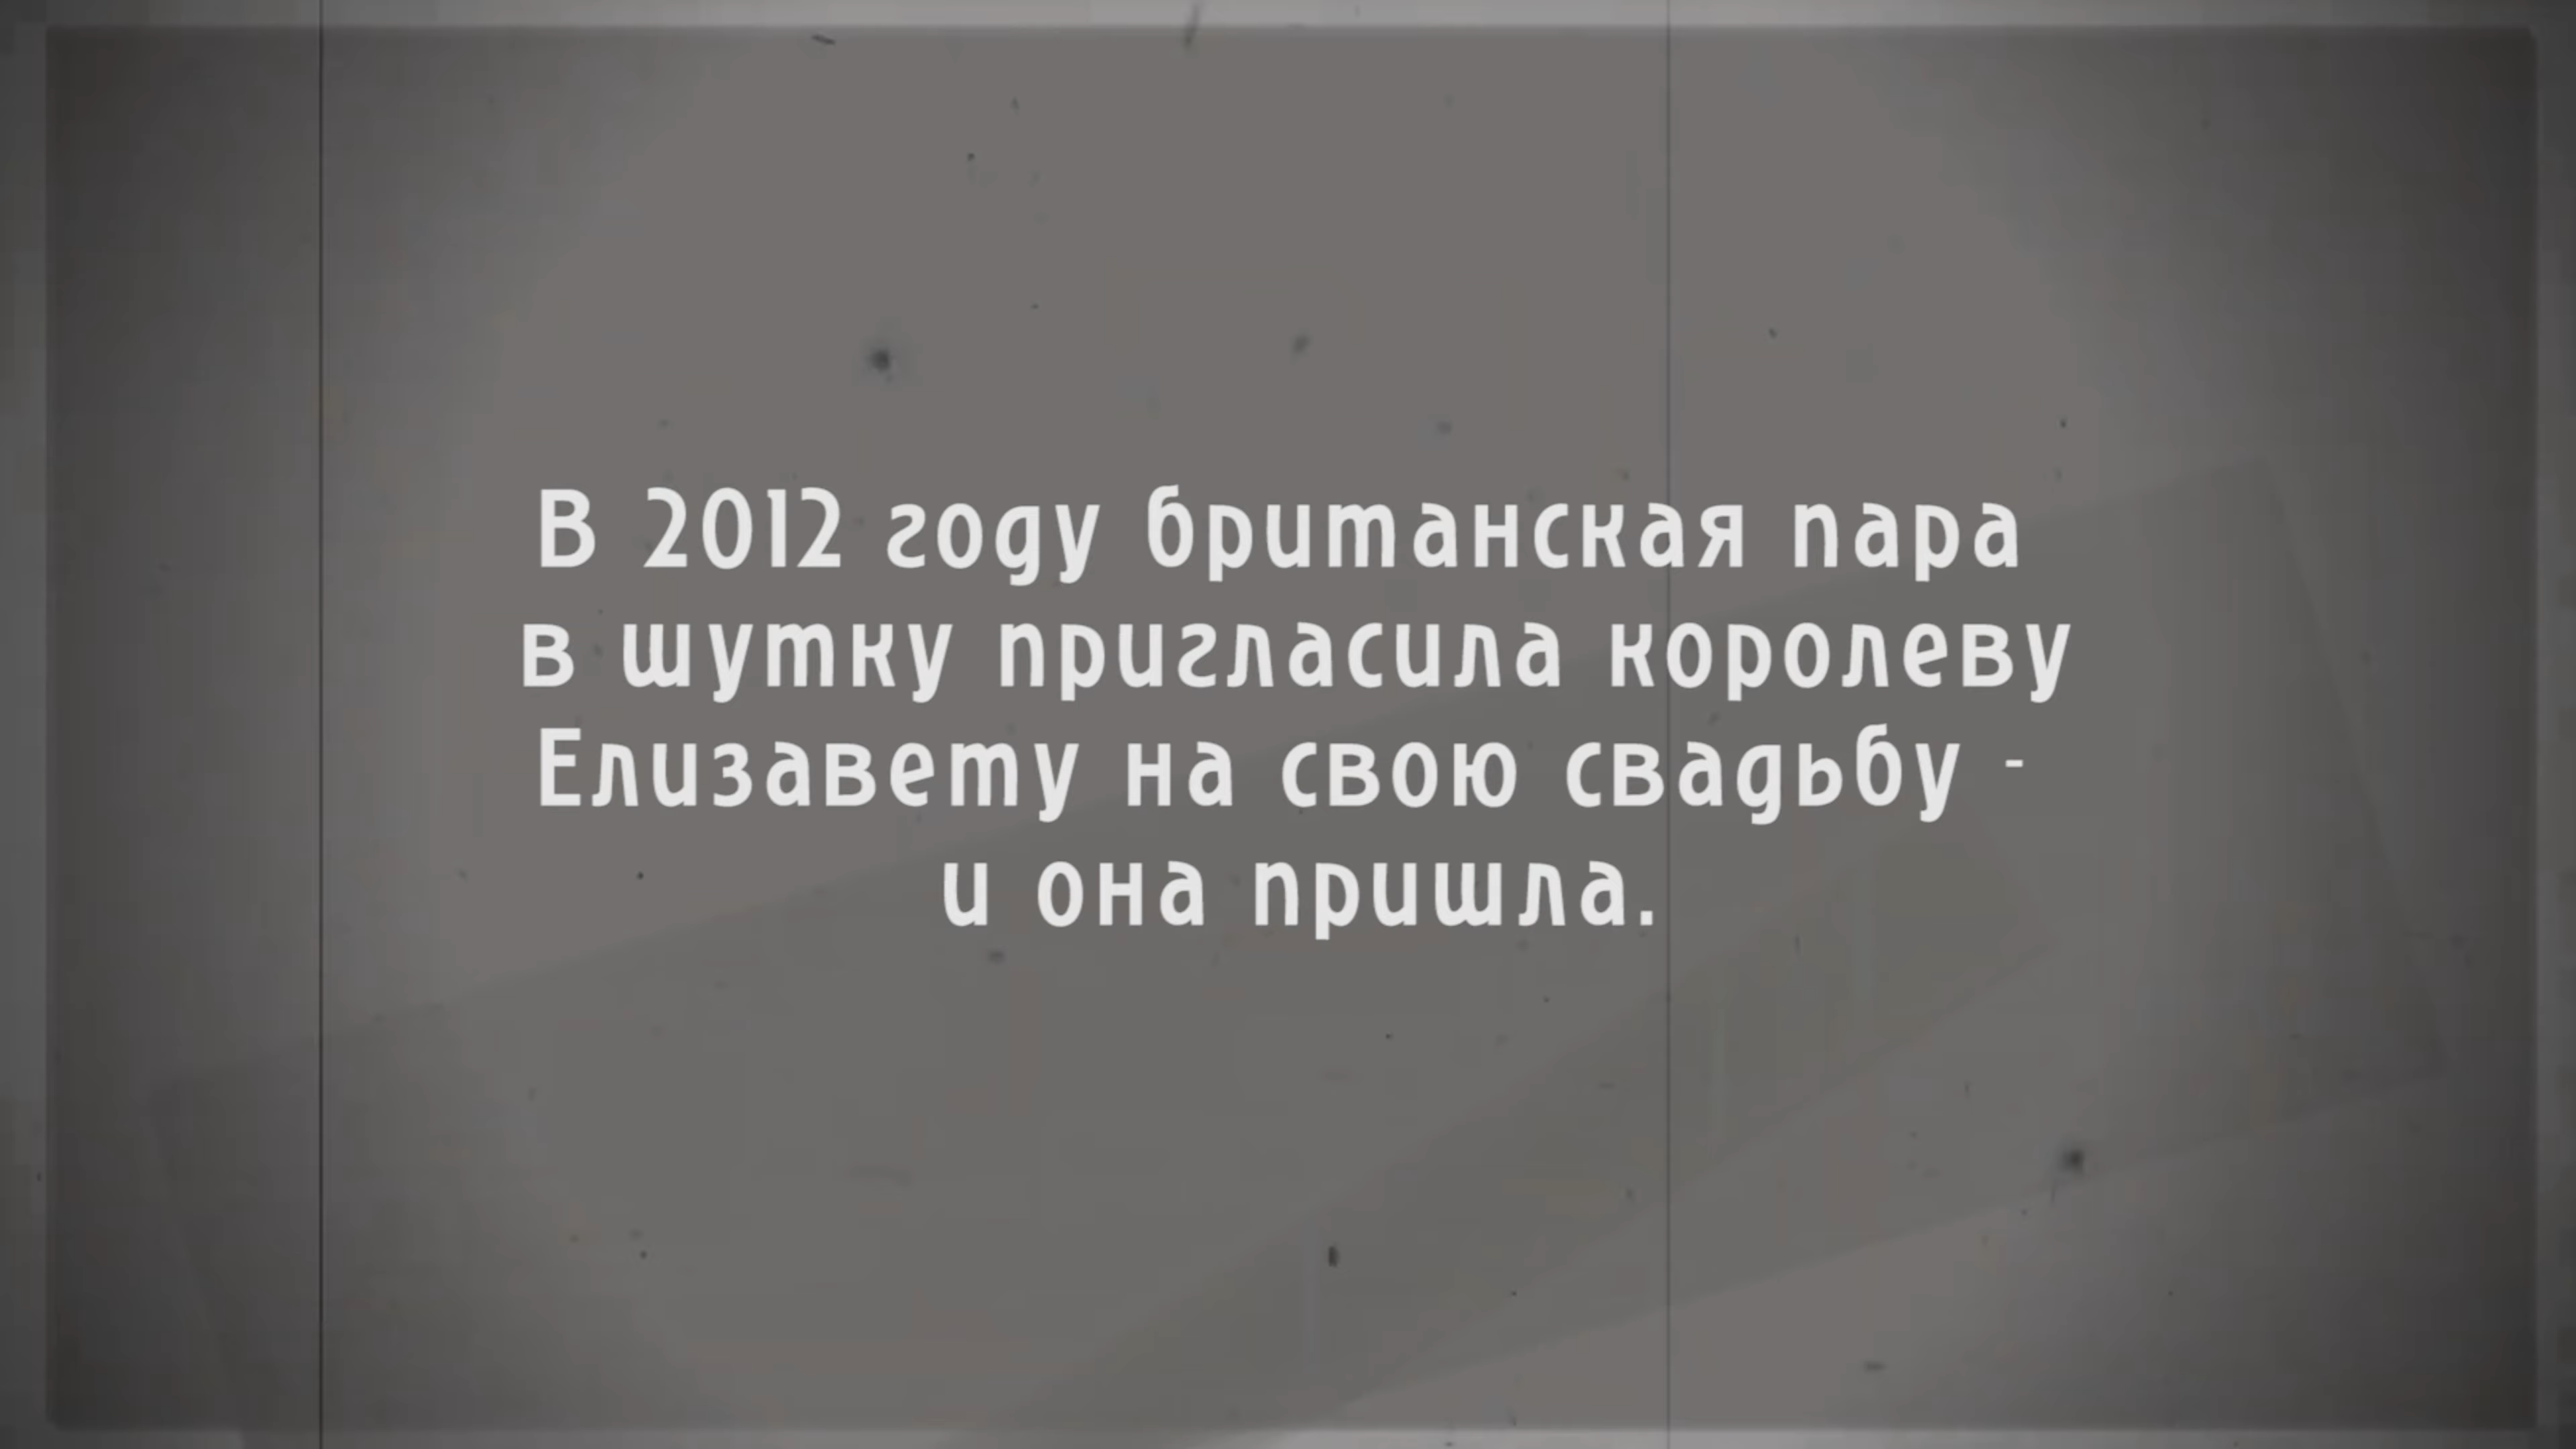 В 2012 году британская пара
в шутку пригласила королеву
Елизавету на свою свадьбу -
и она пришла.